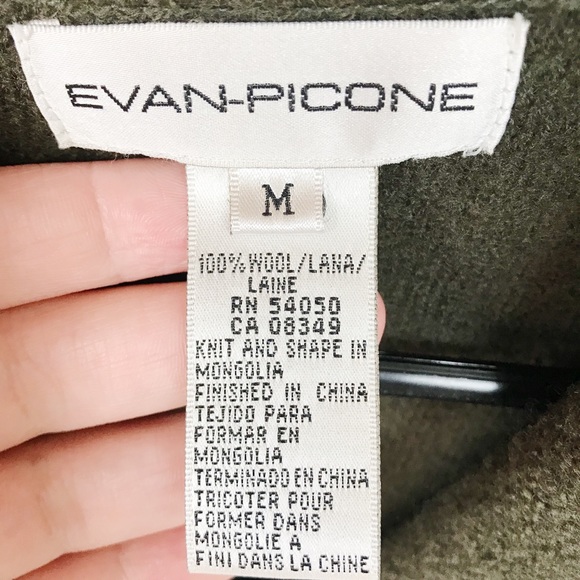 EVAN-PICONE
M
100% WOOL/LANA/
LAINE
RN 54050
CA 08349
KNIT AND SHAPE IN
MONGOLIA
FINISHED IN CHINA
TEJIDO PARA
FORMAR EN
MONGOLIA
TERMINADO EN CHINA
TRICOTER POUR
FORMER DANS
MONGOLIE A
FINI DANS LA CHINE